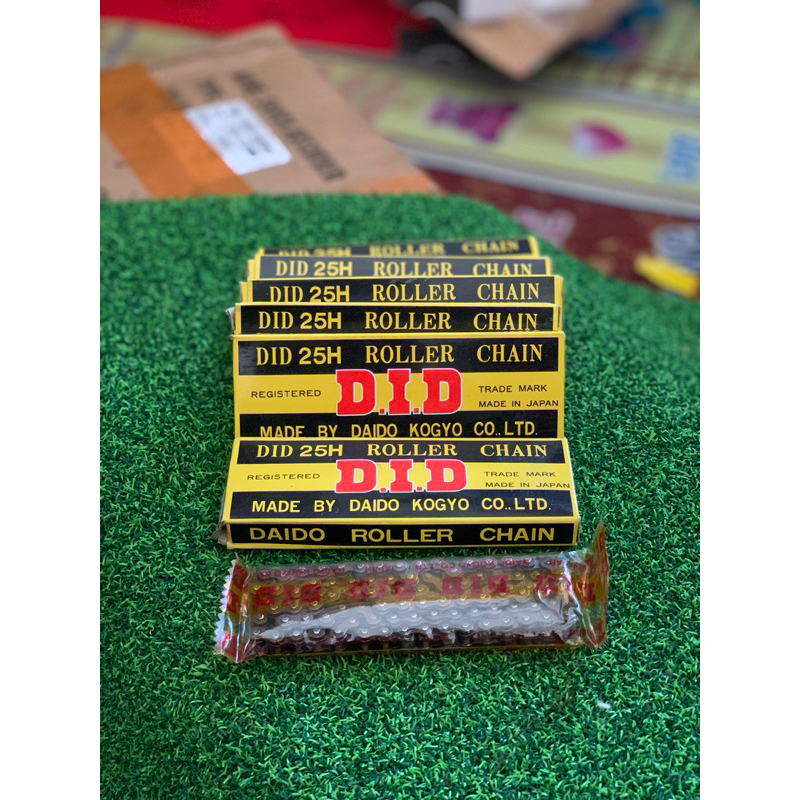 DID 25H ROLLER CHAIN
DID 25H ROLLER CHAIN
DID 25H ROLLER CHAIN
DID 25H ROLLER CHAIN
DID 25H ROLLER CHAIN
REGISTERED D.I.D TRADE MARK
MADE IN JAPAN
MADE BY DAIDO KOGYO CO.,LTD.
DID 25H ROLLER CHAIN
REGISTERED D.I.D TRADE MARK
MADE IN JAPAN
MADE BY DAIDO KOGYO CO.,LTD.
DAIDO ROLLER CHAIN